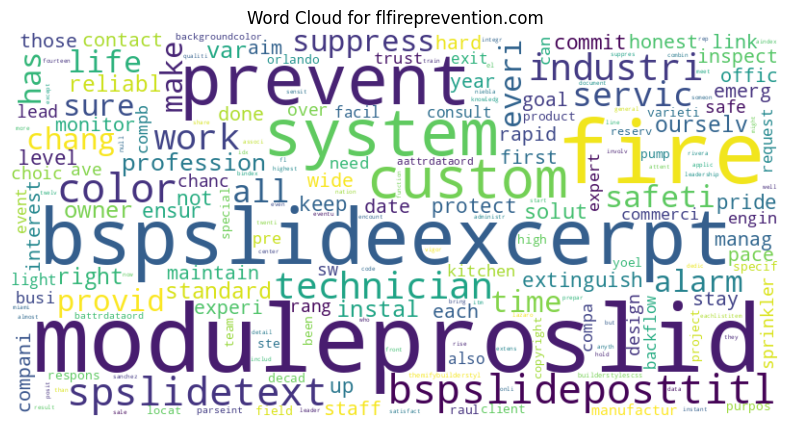 Word Cloud for flfireprevention.com
those contact var aim suppress hard honest link inspect
backgroundcolor orlando trust exit commit can offic
has life make prevent everi industri request
reliabl year goal servic emerg
lead sure done over facil consult product varieti safe
monitor compb system rapid reserv ourselv
level chang work aattrdataord first pump
choic ave profession need custom fire
color not chanc wide expert safeti pride
event interest owner ensur all keep date protect solut commerci engin
special pre high manag
bspslideexcerpt
light right maintain sw kitchen yoel pace specif
busi battrdataord standard technician extinguish alarm
provid time stay
compani experi rang instal each compa design backflow project sprinkler
team been also copyright
moduleproslid
spslidetext up bspslideposttitl
respons decad ste
locat parseint field staff raul client manufactur purpos